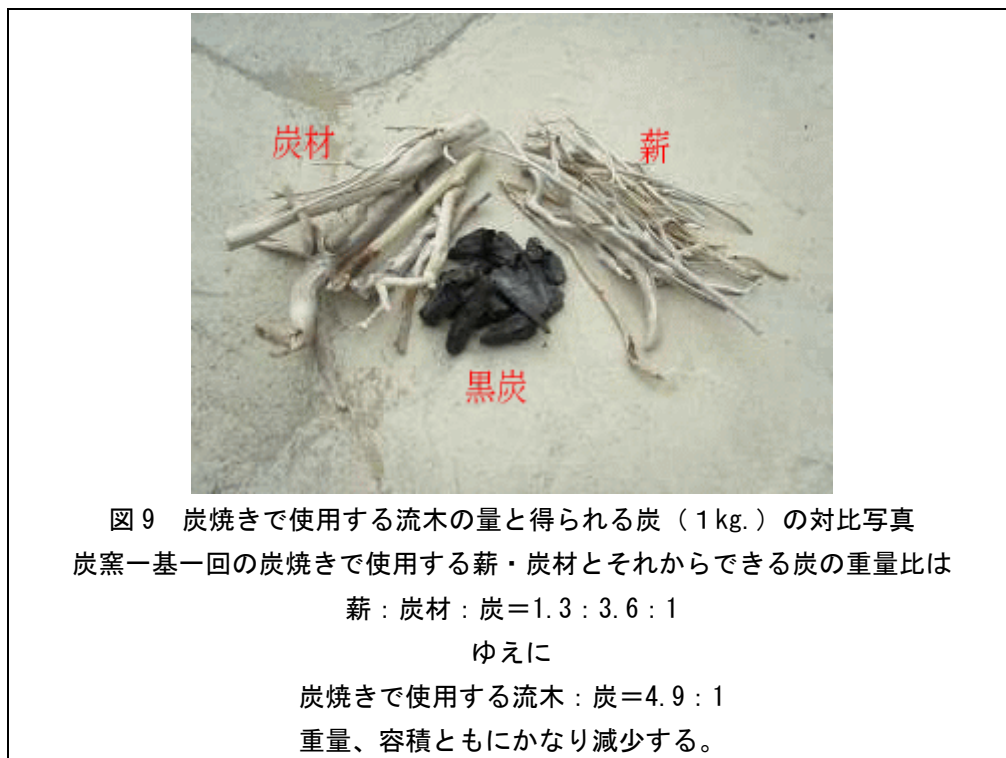 炭材
薪
黒炭
図9 炭焼きで使用する流木の量と得られる炭（1kg.）の対比写真
炭窯一基一回の炭焼きで使用する薪・炭材とそれからできる炭の重量比は
薪：炭材：炭＝1.3：3.6：1
ゆえに
炭焼きで使用する流木：炭＝4.9：1
重量、容積ともにかなり減少する。